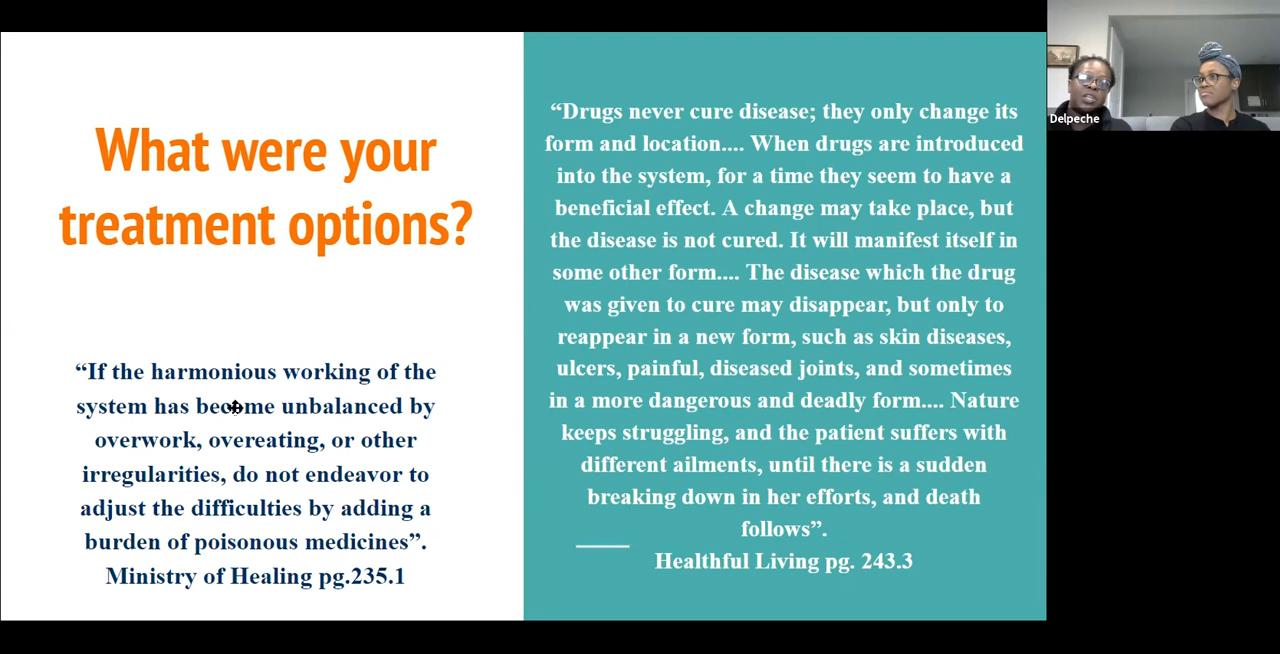 What were your
treatment options?
“If the harmonious working of the
system has become unbalanced by
overwork, overeating, or other
irregularities, do not endeavor to
adjust the difficulties by adding a
burden of poisonous medicines”.
Ministry of Healing pg.235.1
“Drugs never cure disease; they only change its
form and location.... When drugs are introduced
into the system, for a time they seem to have a
beneficial effect. A change may take place, but
the disease is not cured. It will manifest itself in
some other form.... The disease which the drug
was given to cure may disappear, but only to
reappear in a new form, such as skin diseases,
ulcers, painful, diseased joints, and sometimes
in a more dangerous and deadly form.... Nature
keeps struggling, and the patient suffers with
different ailments, until there is a sudden
breaking down in her efforts, and death
follows”.
Healthful Living pg. 243.3
Delpeche